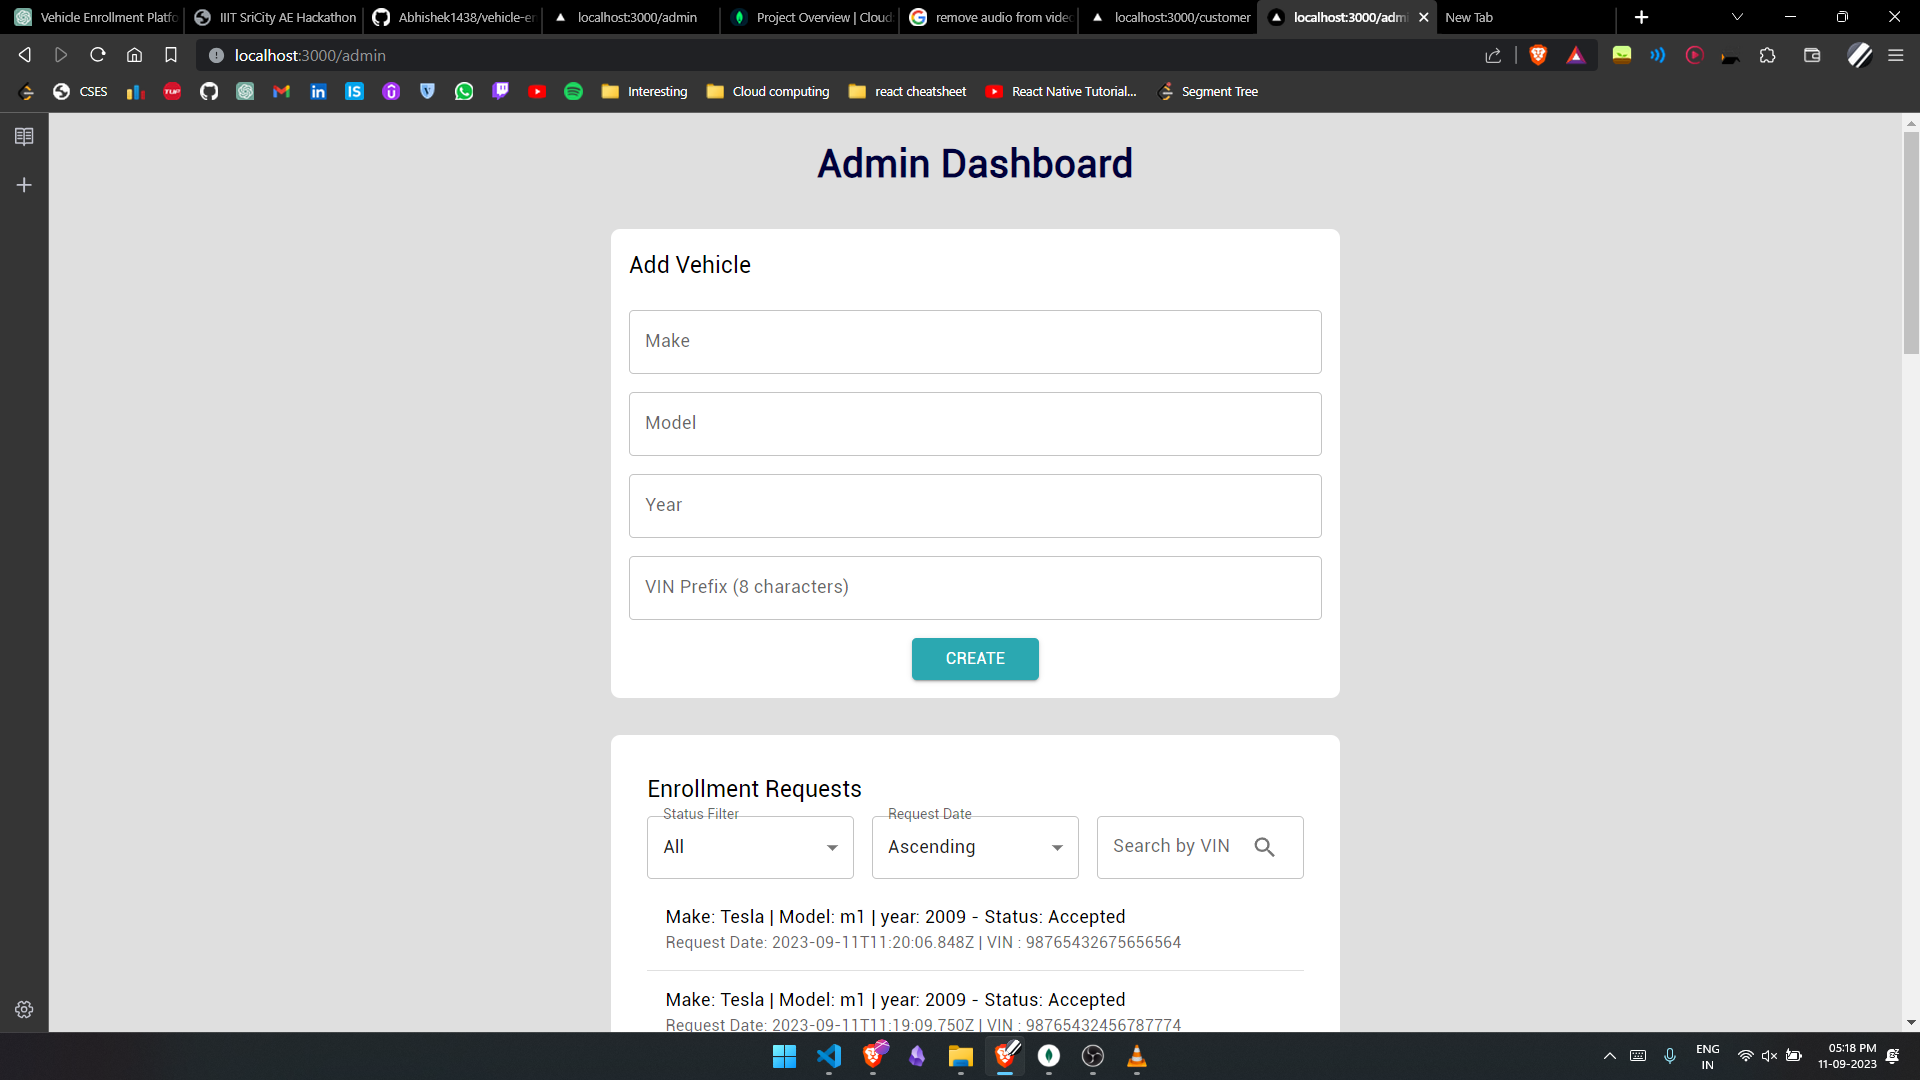 Vehicle Enrollment Platfo
IIIT SriCity AE Hackathon
Abhishek1438/vehicle-en
localhost:3000/admin
Project Overview | Cloud
remove audio from video
localhost:3000/customer
localhost:3000/admi
New Tab
localhost:3000/admin
CSES
TUF
IS
Interesting
Cloud computing
react cheatsheet
React Native Tutorial...
Segment Tree
Admin Dashboard
Add Vehicle
Make
Model
Year
VIN Prefix (8 characters)
CREATE
Enrollment Requests
Status Filter
All
Request Date
Ascending
Search by VIN
Make: Tesla | Model: m1 | year: 2009 - Status: Accepted
Request Date: 2023-09-11T11:20:06.848Z | VIN : 98765432675656564
Make: Tesla | Model: m1 | year: 2009 - Status: Accepted
Request Date: 2023-09-11T11:19:09.750Z | VIN : 98765432456787774
ENG
IN
05:18 PM
11-09-2023